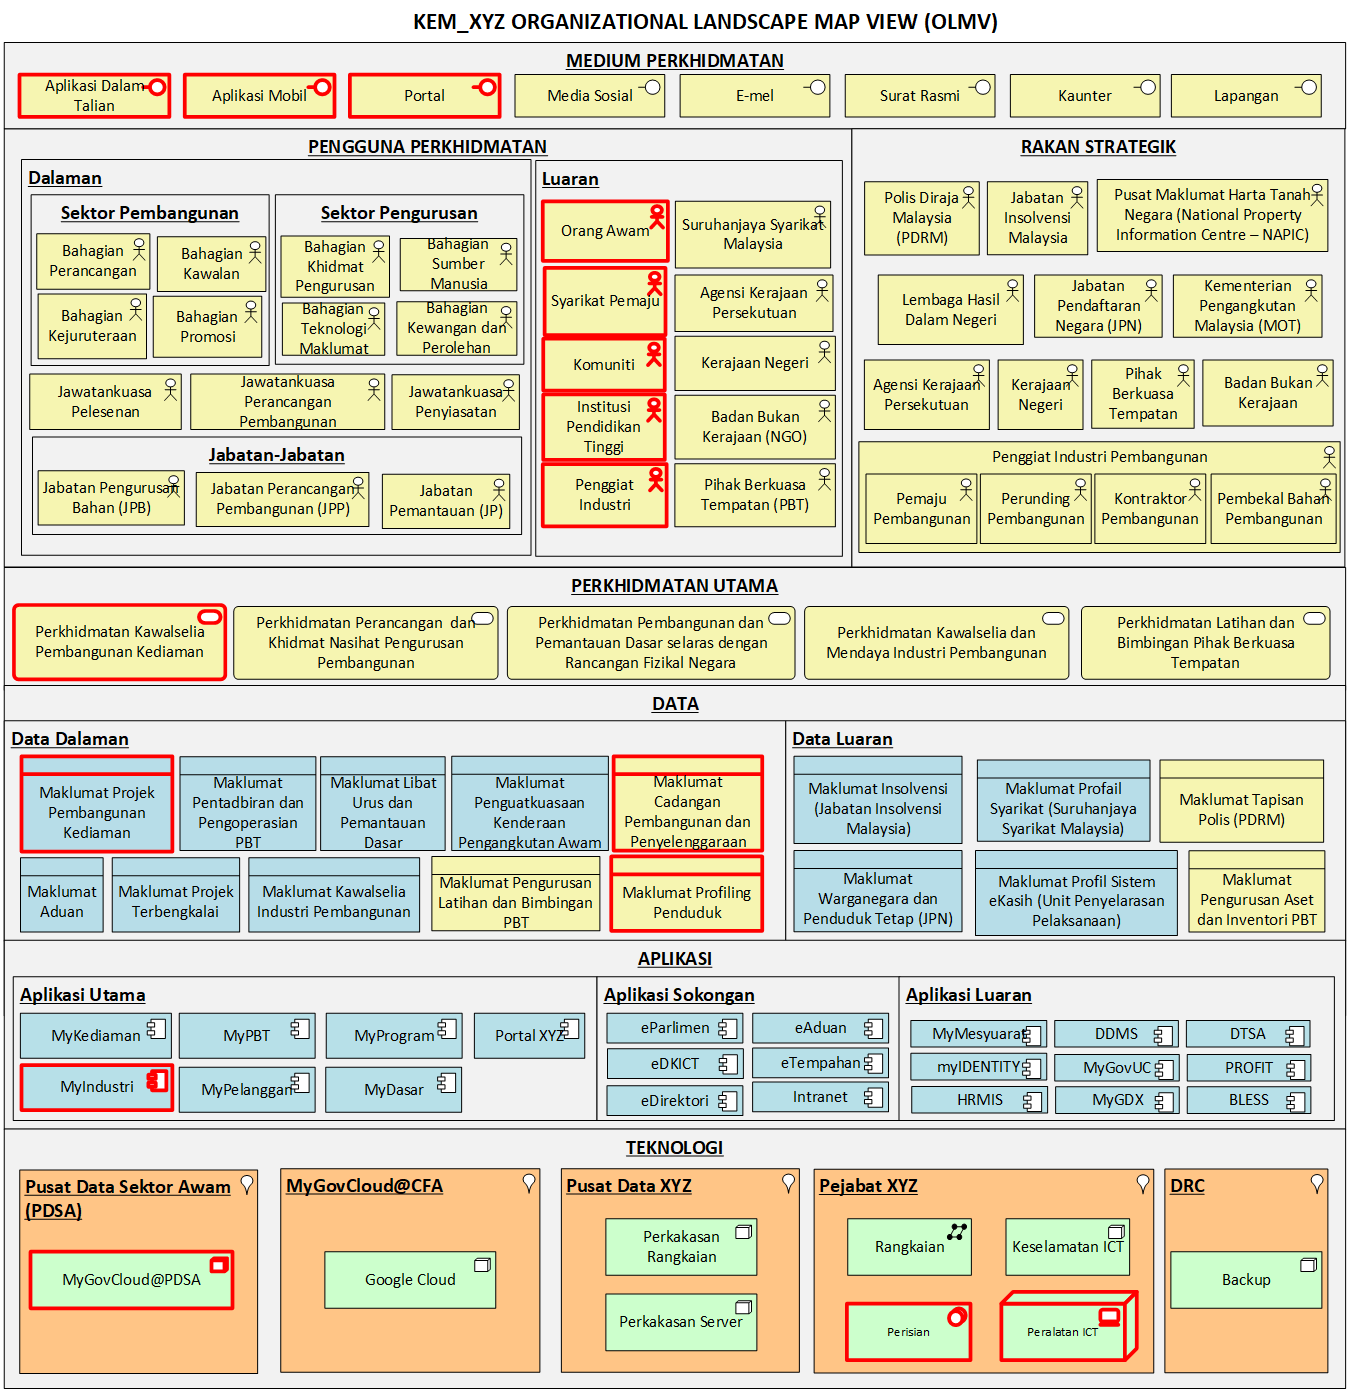 KEM_XYZ ORGANIZATIONAL LANDSCAPE MAP VIEW (OLMV)
MEDIUM PERKHIDMATAN
Aplikasi Dalam
Talian
Aplikasi Mobil
Portal
Media Sosial
E-mel
Surat Rasmi
Kaunter
Lapangan
PENGGUNA PERKHIDMATAN
Dalaman
Sektor Pembangunan
Bahagian
Perancangan
Bahagian
Kawalan
Bahagian
Kejuruteraan
Bahagian
Promosi
Sektor Pengurusan
Bahagian
Khidmat
Pengurusan
Bahagian
Sumber
Manusia
Bahagian
Teknologi
Maklumat
Bahagian
Kewangan dan
Perolehan
Jawatankuasa
Pelesenan
Jawatankuasa
Perancangan
Pembangunan
Jawatankuasa
Penyiasatan
Jabatan-Jabatan
Jabatan Pengurusan
Bahan (JPB)
Jabatan Perancangan
Pembangunan (JPP)
Jabatan
Pemantauan (JP)
Luaran
Orang Awam
Suruhanjaya Syarikat
Malaysia
Syarikat Pemaju
Agensi Kerajaan
Persekutuan
Komuniti
Kerajaan Negeri
Institusi
Pendidikan
Tinggi
Badan Bukan
Kerajaan (NGO)
Penggiat
Industri
Pihak Berkuasa
Tempatan (PBT)
RAKAN STRATEGIK
Polis Diraja
Malaysia
(PDRM)
Jabatan
Insolvensi
Malaysia
Pusat Maklumat Harta Tanah
Negara (National Property
Information Centre – NAPIC)
Lembaga Hasil
Dalam Negeri
Jabatan
Pendaftaran
Negara (JPN)
Kementerian
Pengangkutan
Malaysia (MOT)
Agensi Kerajaan
Persekutuan
Kerajaan
Negeri
Pihak
Berkuasa
Tempatan
Badan Bukan
Kerajaan
Penggiat Industri Pembangunan
Pemaju
Pembangunan
Perunding
Pembangunan
Kontraktor
Pembangunan
Pembekal Bahan
Pembangunan
PERKHIDMATAN UTAMA
Perkhidmatan Kawalselia
Pembangunan Kediaman
Perkhidmatan Perancangan dan
Khidmat Nasihat Pengurusan
Pembangunan
Perkhidmatan Pembangunan dan
Pemantauan Dasar selaras dengan
Rancangan Fizikal Negara
Perkhidmatan Kawalselia dan
Mendaya Industri Pembangunan
Perkhidmatan Latihan dan
Bimbingan Pihak Berkuasa
Tempatan
DATA
Data Dalaman
Maklumat Projek
Pembangunan
Kediaman
Maklumat
Pentadbiran dan
Pengoperasian
PBT
Maklumat Libat
Urus dan
Pemantauan
Dasar
Maklumat
Penguatkuasaan
Kenderaan
Pengangkutan Awam
Maklumat
Cadangan
Pembangunan dan
Penyelenggaraan
Maklumat
Aduan
Maklumat Projek
Terbengkalai
Maklumat Kawalselia
Industri Pembangunan
Maklumat Pengurusan
Latihan dan Bimbingan
PBT
Maklumat Profiling
Penduduk
Data Luaran
Maklumat Insolvensi
(Jabatan Insolvensi
Malaysia)
Maklumat Profail
Syarikat (Suruhanjaya
Syarikat Malaysia)
Maklumat Tapisan
Polis (PDRM)
Maklumat
Warganegara dan
Penduduk Tetap (JPN)
Maklumat Profil Sistem
eKasih (Unit Penyelarasan
Pelaksanaan)
Maklumat
Pengurusan Aset
dan Inventori PBT
APLIKASI
Aplikasi Utama
MyKediaman
MyPBT
MyProgram
Portal XYZ
MyIndustri
MyPelanggan
MyDasar
Aplikasi Sokongan
eParlimen
eAduan
eDKICT
eTempahan
eDirektori
Intranet
Aplikasi Luaran
MyMesyuarat
DDMS
DTSA
myIDENTITY
MyGovUC
PROFIT
HRMIS
MyGDX
BLESS
TEKNOLOGI
Pusat Data Sektor Awam
(PDSA)
MyGovCloud@PDSA
MyGovCloud@CFA
Google Cloud
Pusat Data XYZ
Perkakasan
Rangkaian
Perkakasan Server
Pejabat XYZ
Rangkaian
Keselamatan ICT
Perisian
Peralatan ICT
DRC
Backup